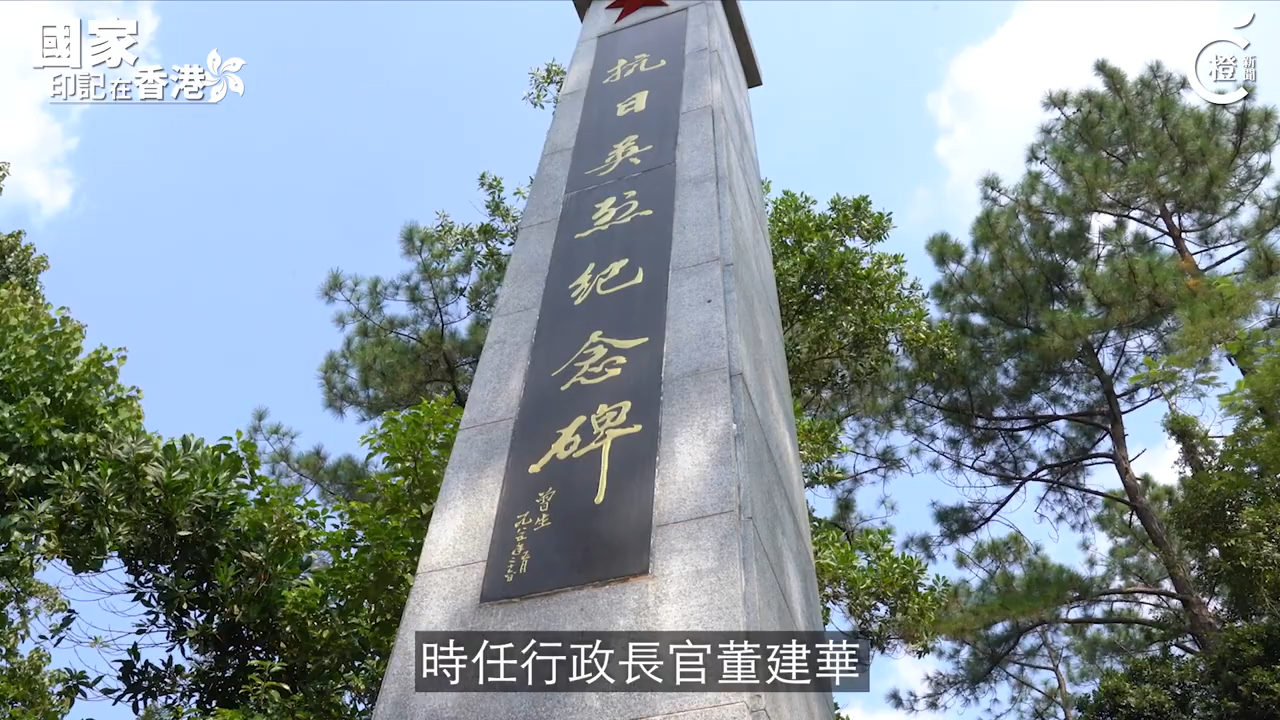 國家
印記在香港
橙新聞
抗日英烈紀念碑
曾生
時任行政長官董建華